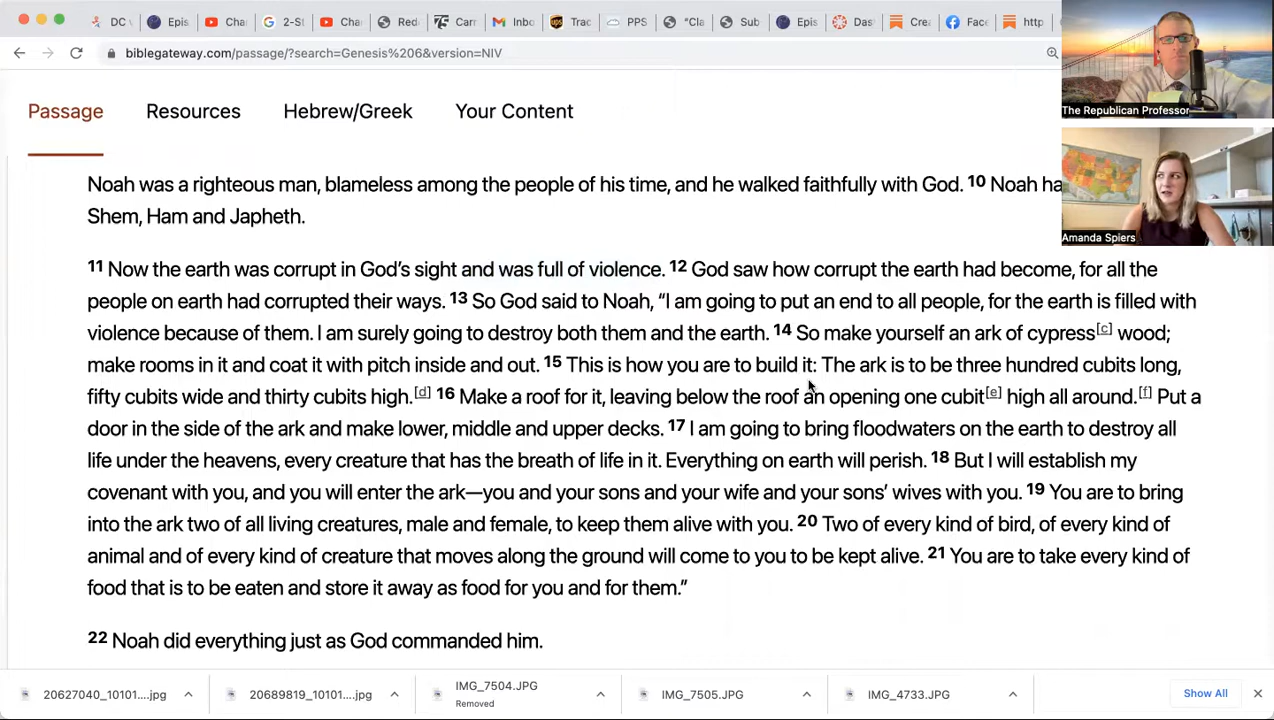 DC
Epis
Char
2-St
Char
Red
Carr
Inbo
Trac
PPS
"Cla
Sub
Epis
Das
Crea
Face
http
biblegateway.com/passage/?search=Genesis%206&version=NIV
The Republican Professor
Passage
Resources
Hebrew/Greek
Your Content
Amanda Spiers
Noah was a righteous man, blameless among the people of his time, and he walked faithfully with God. 10 Noah ha
Shem, Ham and Japheth.
11 Now the earth was corrupt in God's sight and was full of violence. 12 God saw how corrupt the earth had become, for all the
people on earth had corrupted their ways. 13 So God said to Noah, "I am going to put an end to all people, for the earth is filled with
violence because of them. I am surely going to destroy both them and the earth. 14 So make yourself an ark of cypress[c] wood;
make rooms in it and coat it with pitch inside and out. 15 This is how you are to build it: The ark is to be three hundred cubits long,
fifty cubits wide and thirty cubits high.[d] 16 Make a roof for it, leaving below the roof an opening one cubit[e] high all around.[f] Put a
door in the side of the ark and make lower, middle and upper decks. 17 I am going to bring floodwaters on the earth to destroy all
life under the heavens, every creature that has the breath of life in it. Everything on earth will perish. 18 But I will establish my
covenant with you, and you will enter the ark—you and your sons and your wife and your sons' wives with you. 19 You are to bring
into the ark two of all living creatures, male and female, to keep them alive with you. 20 Two of every kind of bird, of every kind of
animal and of every kind of creature that moves along the ground will come to you to be kept alive. 21 You are to take every kind of
food that is to be eaten and store it away as food for you and for them."
22 Noah did everything just as God commanded him.
20627040_10101....jpg
20689819_10101....jpg
IMG_7504.JPG
Removed
IMG_7505.JPG
IMG_4733.JPG
Show All